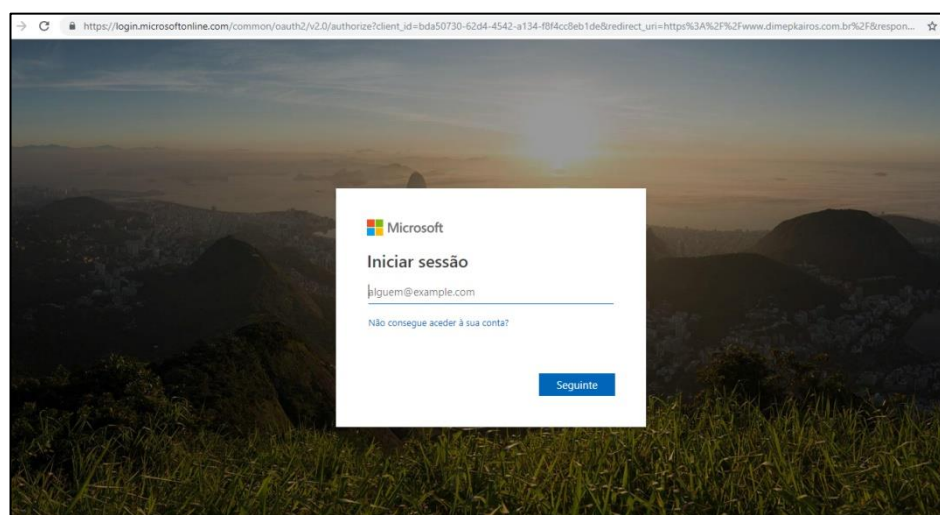 https://login.microsoftonline.com/common/oauth2/v2.0/authorize?client_id=bda50730-62d4-4542-a134-f8f4cc8eb1de&redirect_uri=https%3A%2F%2Fwww.dimepkairos.com.br%2F&respon...
Microsoft
Iniciar sessão
alguem@example.com
Não consegue aceder à sua conta?
Seguinte